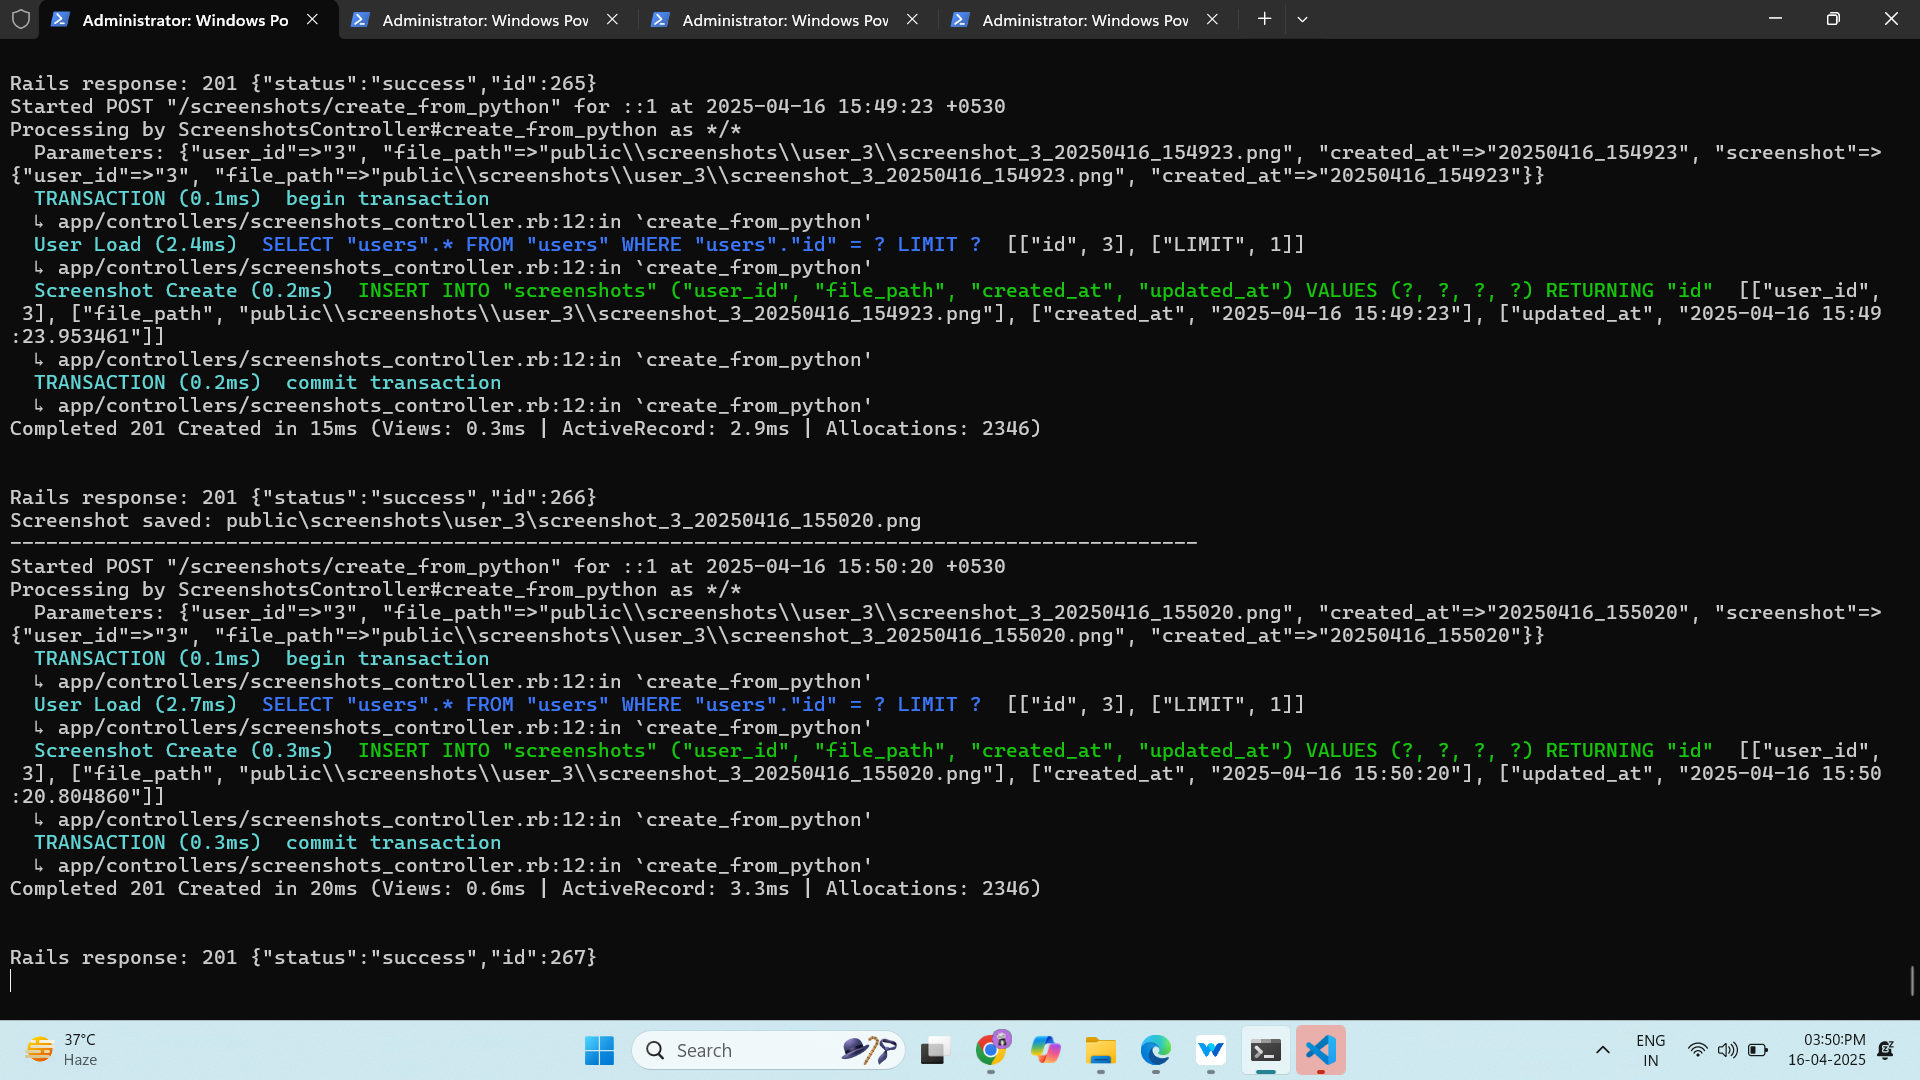 Administrator: Windows Po
Administrator: Windows Pov
Administrator: Windows Pov
Administrator: Windows Pov
Rails response: 201 {"status":"success","id":265}
Started POST "/screenshots/create_from_python" for ::1 at 2025-04-16 15:49:23 +0530
Processing by ScreenshotsController#create_from_python as */*
Parameters: {"user_id"=>"3", "file_path"=>"public\\screenshots\\user_3\\screenshot_3_20250416_154923.png", "created_at"=>"20250416_154923", "screenshot"=>
{"user_id"=>"3", "file_path"=>"public\\screenshots\\user_3\\screenshot_3_20250416_154923.png", "created_at"=>"20250416_154923"}}
TRANSACTION (0.1ms)  begin transaction
↳ app/controllers/screenshots_controller.rb:12:in `create_from_python'
User Load (2.4ms)  SELECT "users".* FROM "users" WHERE "users"."id" = ? LIMIT ?  [["id", 3], ["LIMIT", 1]]
↳ app/controllers/screenshots_controller.rb:12:in `create_from_python'
Screenshot Create (0.2ms)  INSERT INTO "screenshots" ("user_id", "file_path", "created_at", "updated_at") VALUES (?, ?, ?, ?) RETURNING "id"  [["user_id",
3], ["file_path", "public\\screenshots\\user_3\\screenshot_3_20250416_154923.png"], ["created_at", "2025-04-16 15:49:23"], ["updated_at", "2025-04-16 15:49
:23.953461"]]
↳ app/controllers/screenshots_controller.rb:12:in `create_from_python'
TRANSACTION (0.2ms)  commit transaction
↳ app/controllers/screenshots_controller.rb:12:in `create_from_python'
Completed 201 Created in 15ms (Views: 0.3ms | ActiveRecord: 2.9ms | Allocations: 2346)
Rails response: 201 {"status":"success","id":266}
Screenshot saved: public\screenshots\user_3\screenshot_3_20250416_155020.png
---------------------------------------------------------------------------------------------------
Started POST "/screenshots/create_from_python" for ::1 at 2025-04-16 15:50:20 +0530
Processing by ScreenshotsController#create_from_python as */*
Parameters: {"user_id"=>"3", "file_path"=>"public\\screenshots\\user_3\\screenshot_3_20250416_155020.png", "created_at"=>"20250416_155020", "screenshot"=>
{"user_id"=>"3", "file_path"=>"public\\screenshots\\user_3\\screenshot_3_20250416_155020.png", "created_at"=>"20250416_155020"}}
TRANSACTION (0.1ms)  begin transaction
↳ app/controllers/screenshots_controller.rb:12:in `create_from_python'
User Load (2.7ms)  SELECT "users".* FROM "users" WHERE "users"."id" = ? LIMIT ?  [["id", 3], ["LIMIT", 1]]
↳ app/controllers/screenshots_controller.rb:12:in `create_from_python'
Screenshot Create (0.3ms)  INSERT INTO "screenshots" ("user_id", "file_path", "created_at", "updated_at") VALUES (?, ?, ?, ?) RETURNING "id"  [["user_id",
3], ["file_path", "public\\screenshots\\user_3\\screenshot_3_20250416_155020.png"], ["created_at", "2025-04-16 15:50:20"], ["updated_at", "2025-04-16 15:50
:20.804860"]]
↳ app/controllers/screenshots_controller.rb:12:in `create_from_python'
TRANSACTION (0.3ms)  commit transaction
↳ app/controllers/screenshots_controller.rb:12:in `create_from_python'
Completed 201 Created in 20ms (Views: 0.6ms | ActiveRecord: 3.3ms | Allocations: 2346)
Rails response: 201 {"status":"success","id":267}
37°C
Haze
Search
ENG
IN
03:50:PM
16-04-2025